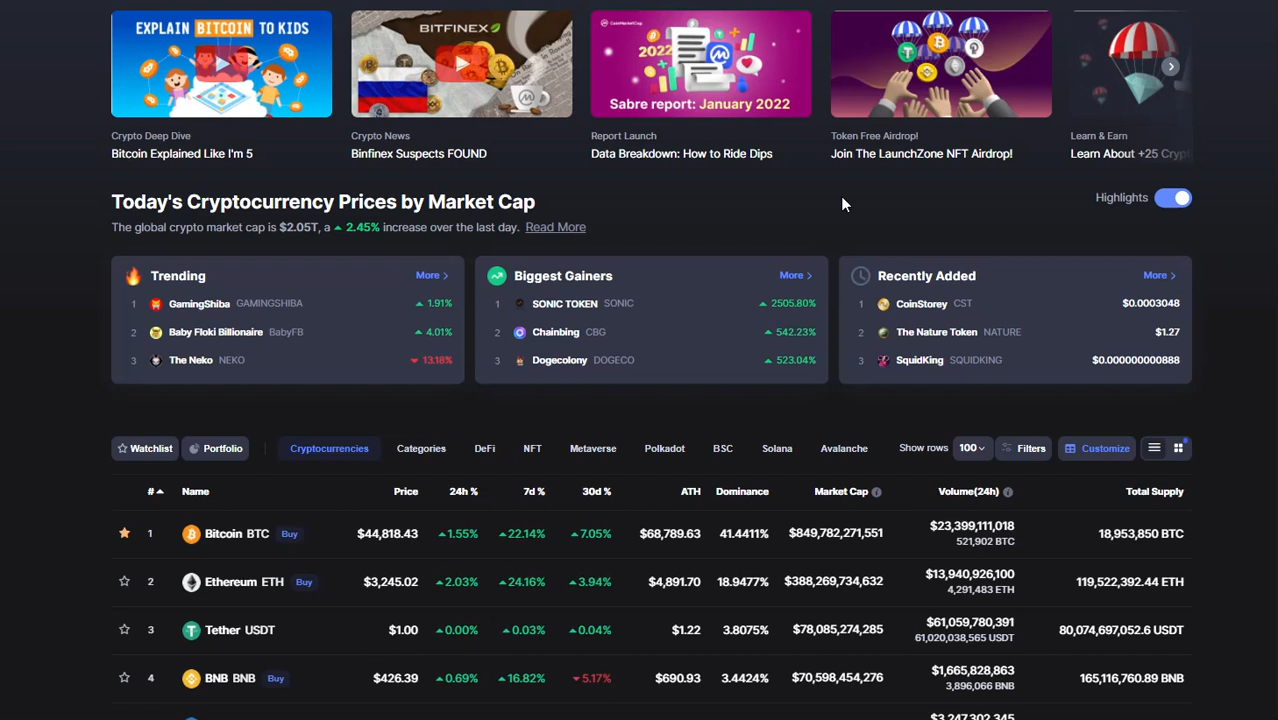 EXPLAIN BITCOIN TO KIDS
BITFINEX
CoinMarketCap
2022
Sabre report: January 2022
Crypto Deep Dive
Bitcoin Explained Like I'm 5
Crypto News
Binfinex Suspects FOUND
Report Launch
Data Breakdown: How to Ride Dips
Token Free Airdrop!
Join The LaunchZone NFT Airdrop!
Learn & Earn
Learn About +25 Crypt
Today's Cryptocurrency Prices by Market Cap
Highlights
The global crypto market cap is $2.05T, a 2.45% increase over the last day. Read More
Trending More
1 GamingShiba GAMINGSHIBA 1.91%
2 Baby Floki Billionaire BabyFB 4.01%
3 The Neko NEKO 13.18%
Biggest Gainers More
1 SONIC TOKEN SONIC 2505.80%
2 Chainbing CBG 542.23%
3 Dogecolony DOGECO 523.04%
Recently Added More
1 CoinStorey CST $0.0003048
2 The Nature Token NATURE $1.27
3 SquidKing SQUIDKING $0.000000000888
Watchlist Portfolio Cryptocurrencies Categories DeFi NFT Metaverse Polkadot BSC Solana Avalanche Show rows 100 Filters Customize
# Name Price 24h % 7d % 30d % ATH Dominance Market Cap Volume(24h) Total Supply
1 Bitcoin BTC Buy $44,818.43 1.55% 22.14% 7.05% $68,789.63 41.4411% $849,782,271,551 $23,399,111,018 18,953,850 BTC
521,902 BTC
2 Ethereum ETH Buy $3,245.02 2.03% 24.16% 3.94% $4,891.70 18.9477% $388,269,734,632 $13,940,926,100 119,522,392.44 ETH
4,291,483 ETH
3 Tether USDT $1.00 0.00% 0.03% 0.04% $1.22 3.8075% $78,085,274,285 $61,059,780,391 80,074,697,052.6 USDT
61,020,038,565 USDT
4 BNB BNB Buy $426.39 0.69% 16.82% 5.17% $690.93 3.4424% $70,598,454,276 $1,665,828,863 165,116,760.89 BNB
3,896,066 BNB
$3,247,302,345